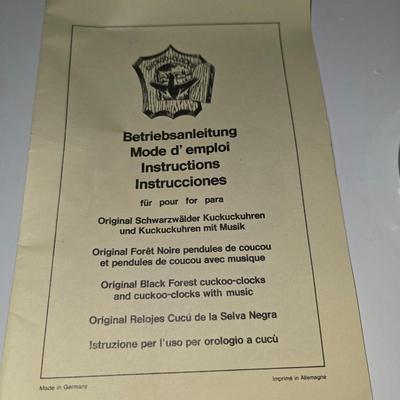 CUCKOO-CLOCKS
Betriebsanleitung
Mode d' emploi
Instructions
Instrucciones
für pour for para
Original Schwarzwälder Kuckuckuhren
und Kuckuckuhren mit Musik
Original Forêt Noire pendules de coucou
et pendules de coucou avec musique
Original Black Forest cuckoo-clocks
and cuckoo-clocks with music
Original Relojes Cucú de la Selva Negra
Istruzione per l'uso per orologio a cucù
Made in Germany
Imprimé in Allemagne